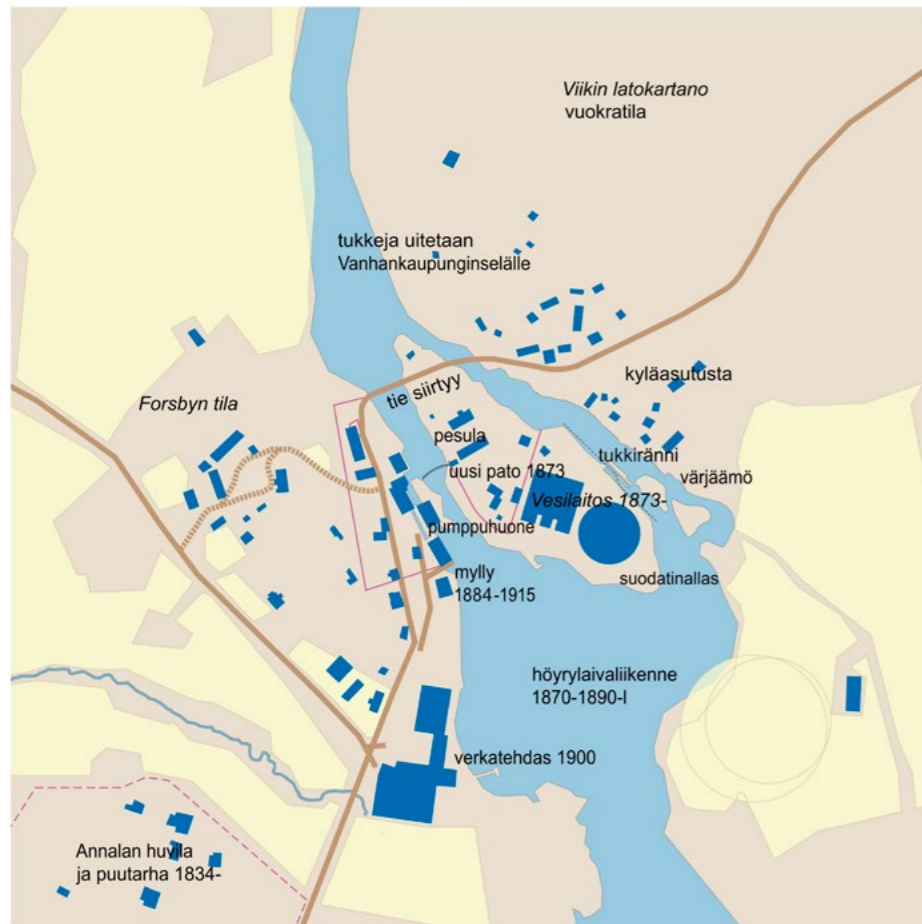 Viikin latokartano
vuokratila
tukkeja uitetaan
Vanhankaupunginselälle
kyläasutusta
tie siirtyy
Forsbyn tila
pesula
tukkiränni
uusi pato 1873
värjäämö
Vesilaitos 1873-
pumppuhuone
mylly
1884-1915
suodatinallas
höyrylaivaliikenne
1870-1890-l
verkatehdas 1900
Annalan huvila
ja puutarha 1834-